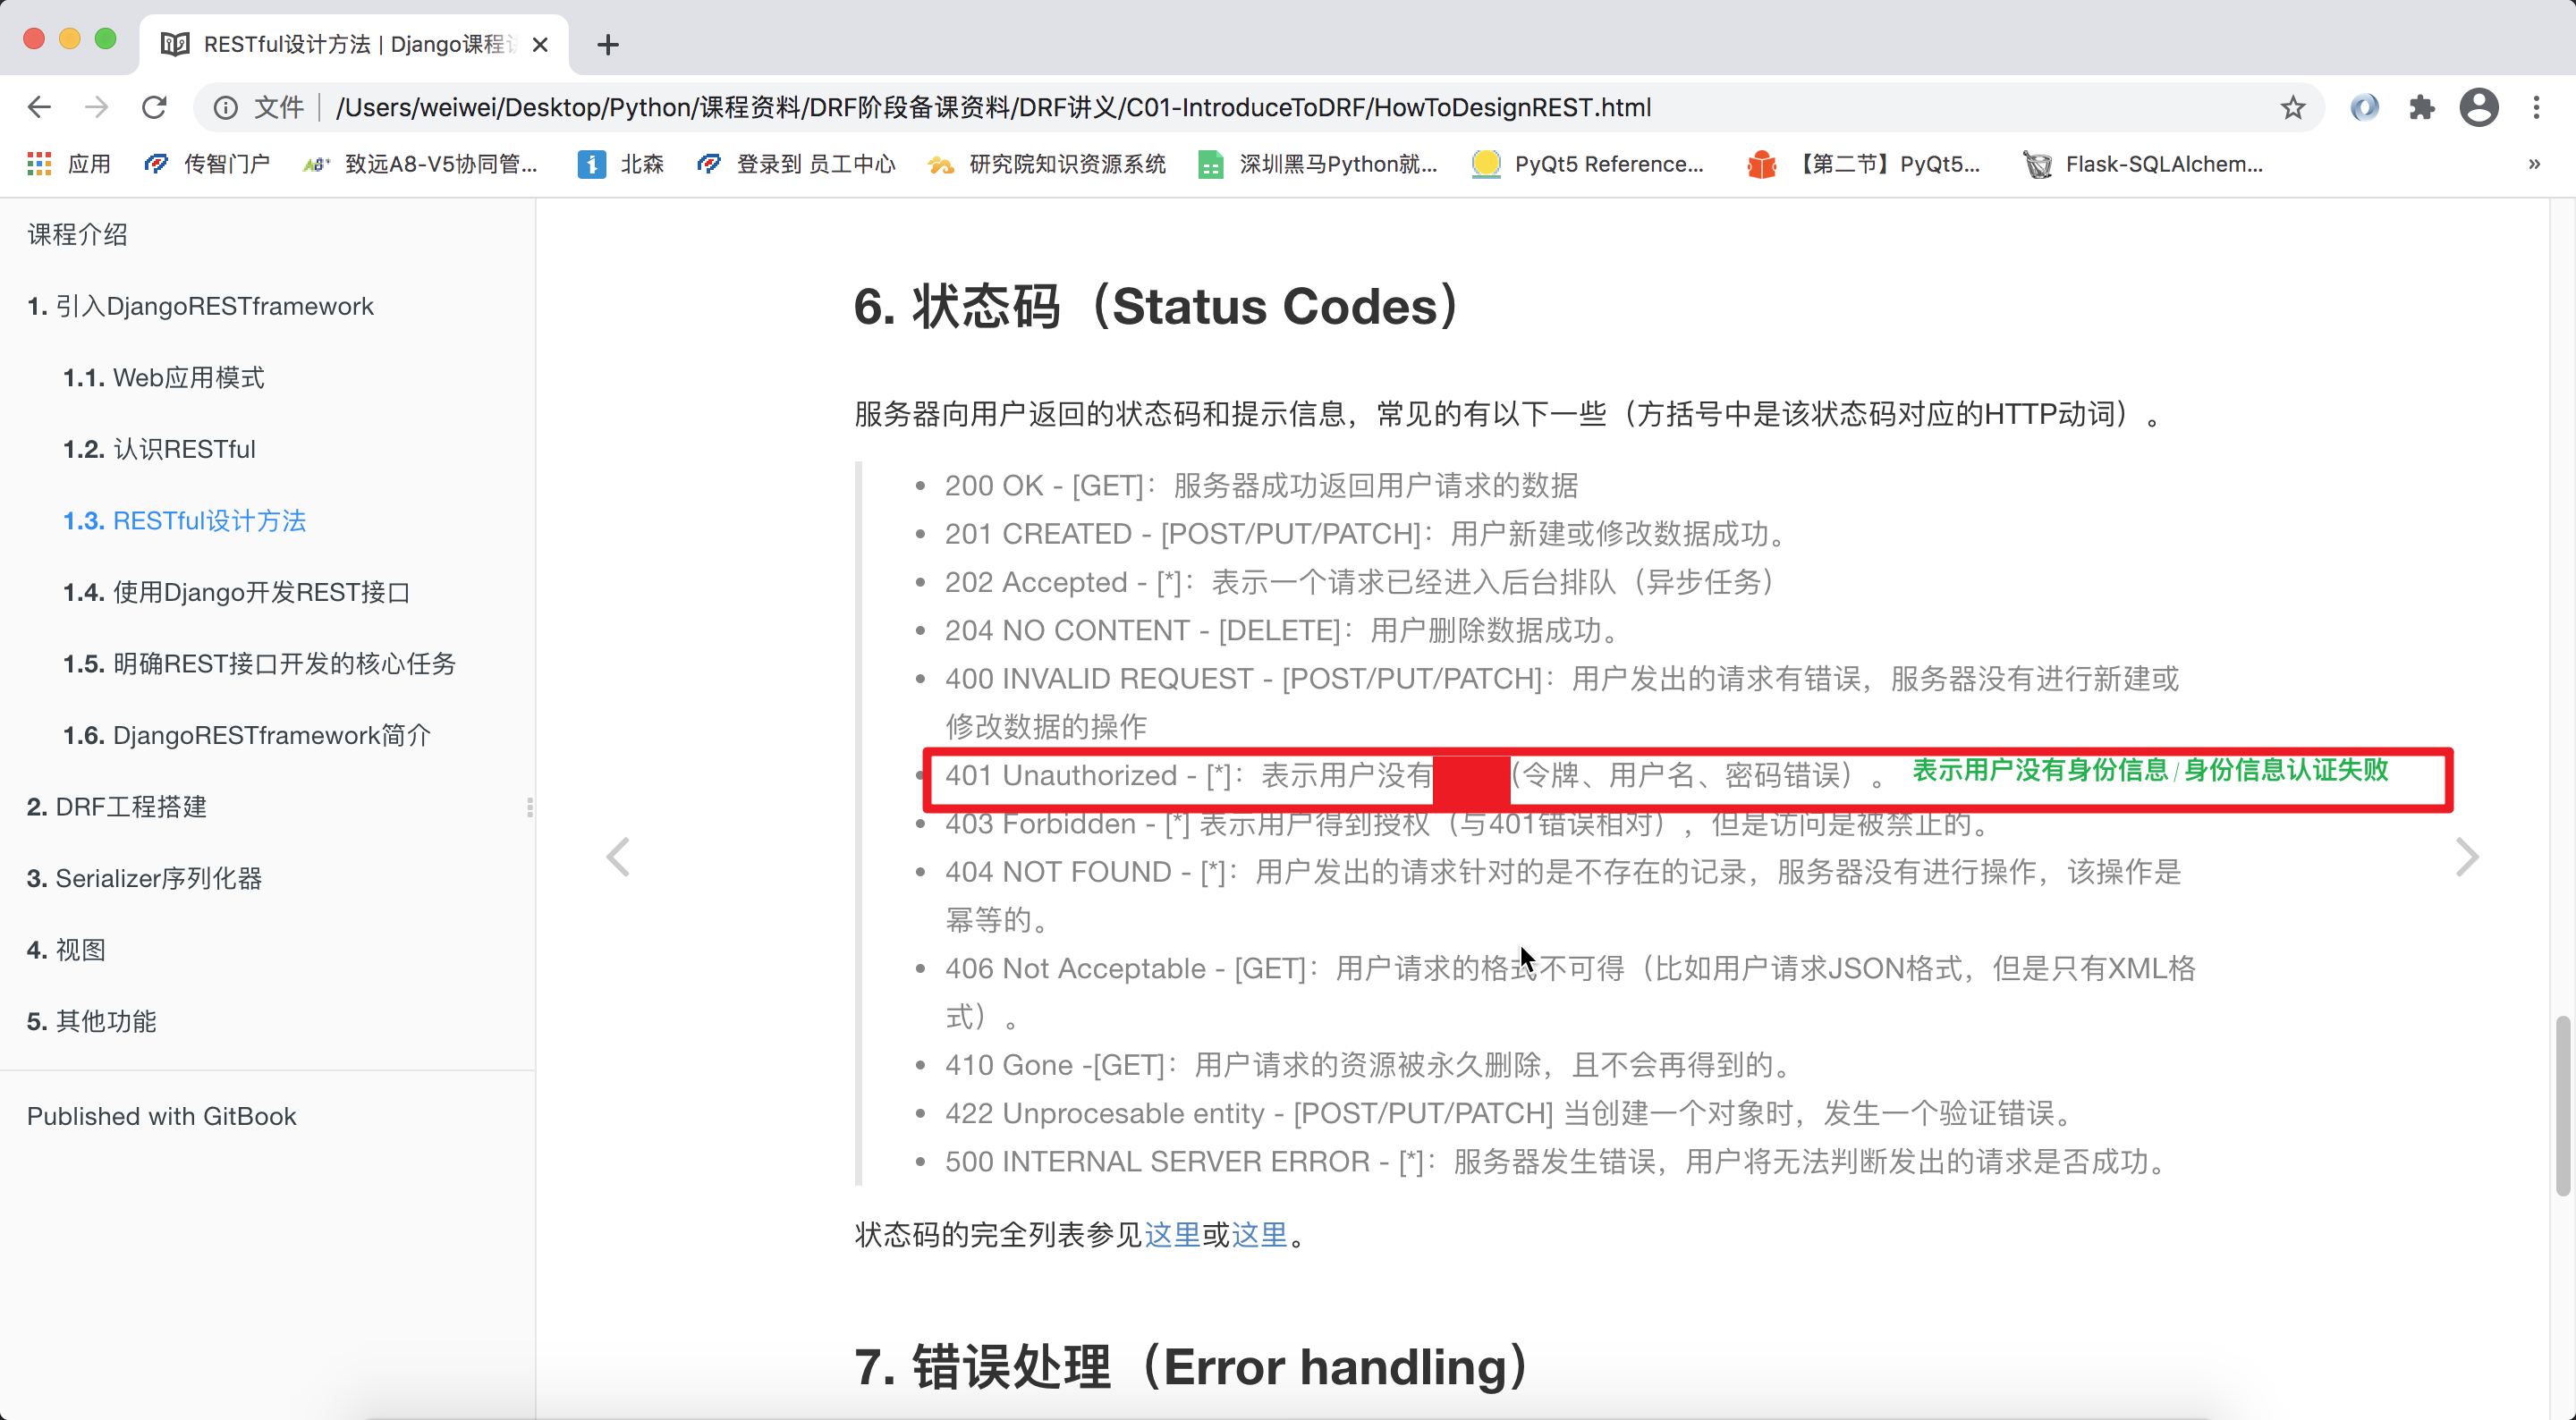 RESTful设计方法 | Django课程
文件 /Users/weiwei/Desktop/Python/课程资料/DRF阶段备课资料/DRF讲义/C01-IntroduceToDRF/HowToDesignREST.html
应用 传智门户 致远A8-V5协同管... 北森 登录到 员工中心 研究院知识资源系统 深圳黑马Python就... PyQt5 Reference... 【第二节】PyQt5... Flask-SQLAlchem... »
课程介绍
1. 引入DjangoRESTframework
1.1. Web应用模式
1.2. 认识RESTful
1.3. RESTful设计方法
1.4. 使用Django开发REST接口
1.5. 明确REST接口开发的核心任务
1.6. DjangoRESTframework简介
2. DRF工程搭建
3. Serializer序列化器
4. 视图
5. 其他功能
Published with GitBook
6. 状态码（Status Codes）
服务器向用户返回的状态码和提示信息，常见的有以下一些（方括号中是该状态码对应的HTTP动词）。
• 200 OK - [GET]：服务器成功返回用户请求的数据
• 201 CREATED - [POST/PUT/PATCH]：用户新建或修改数据成功。
• 202 Accepted - [*]：表示一个请求已经进入后台排队（异步任务）
• 204 NO CONTENT - [DELETE]：用户删除数据成功。
• 400 INVALID REQUEST - [POST/PUT/PATCH]：用户发出的请求有错误，服务器没有进行新建或
修改数据的操作
• 401 Unauthorized - [*]：表示用户没有（令牌、用户名、密码错误）。 表示用户没有身份信息/身份信息认证失败
• 403 Forbidden - [*] 表示用户得到授权（与401错误相对），但是访问是被禁止的。
• 404 NOT FOUND - [*]：用户发出的请求针对的是不存在的记录，服务器没有进行操作，该操作是
幂等的。
• 406 Not Acceptable - [GET]：用户请求的格式不可得（比如用户请求JSON格式，但是只有XML格
式）。
• 410 Gone -[GET]：用户请求的资源被永久删除，且不会再得到的。
• 422 Unprocesable entity - [POST/PUT/PATCH] 当创建一个对象时，发生一个验证错误。
• 500 INTERNAL SERVER ERROR - [*]：服务器发生错误，用户将无法判断发出的请求是否成功。
状态码的完全列表参见这里或这里。
7. 错误处理（Error handling）